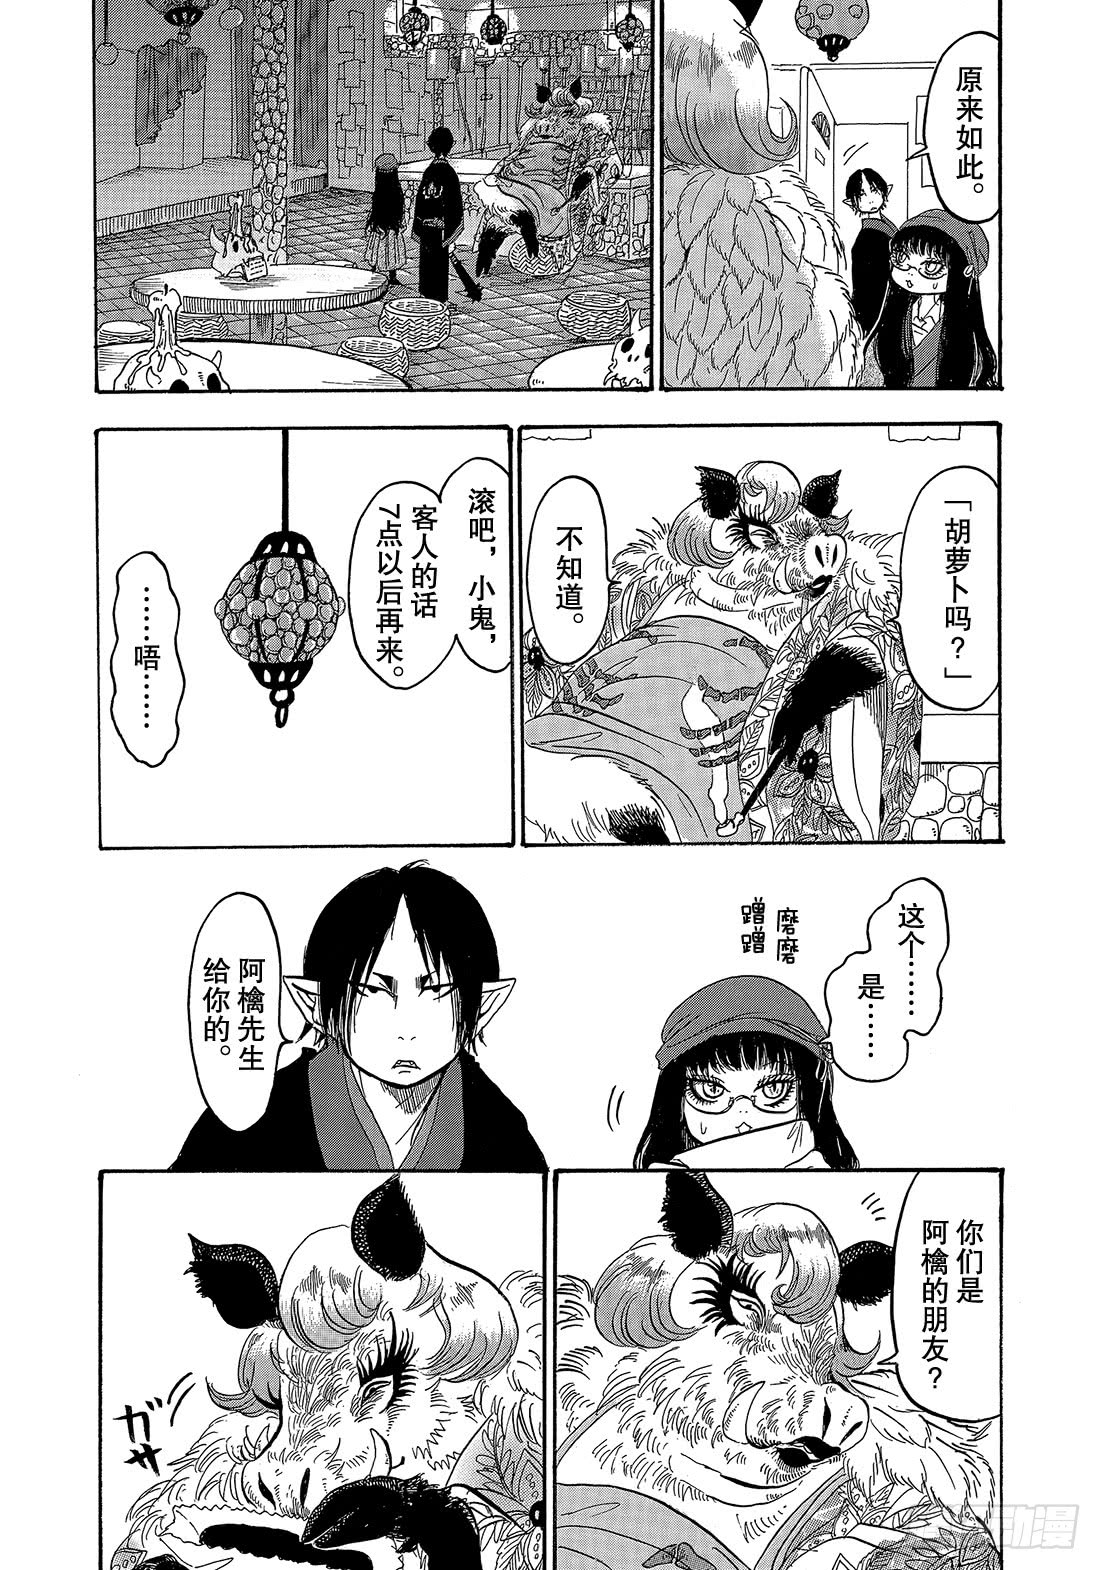 原来如此。
「胡萝卜吗？」
不知道。
滚吧，小鬼，
客人的话
7点以后再来。
……唔……
这个……
是……
磨磨
蹭蹭
阿檎先生
给你的。
你们是
阿檎的朋友？
ガサ
动漫